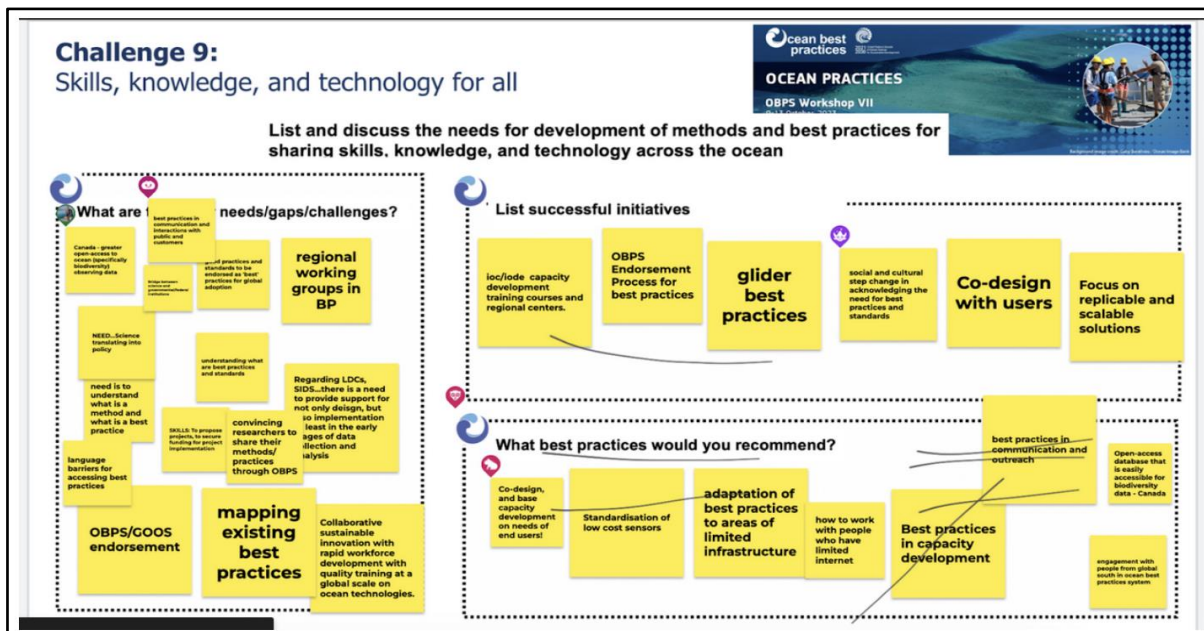 Challenge 9:
Skills, knowledge, and technology for all
Ocean best
practices
OCEAN PRACTICES
OBPS Workshop VII
List and discuss the needs for development of methods and best practices for
sharing skills, knowledge, and technology across the ocean
What are needs/gaps/challenges?
best practices in
communication and
interactions with
public end
customers
Canada - greater
open-access to
ocean (specifically
biodiversity)
observing data
Bridge between
science and
governmental/federal
institutions
practices and
standards to be
endorsed as 'best'
practices for global
adoption
regional
working
groups in
BP
NEED...Science
translating into
policy
understanding what
are best practices
and standards
need is to
understand
what is a
method and
what is a best
practice
SKILLS: To propose
projects, to secure
funding for project
implementation
convincing
researchers to
share their
methods/
practices
through OBPS
Regarding LDCs,
SIDS...there is a need
to provide support for
not only deisgn, but
so implementation
least in the early
ages of data
ollection and
nalysis
language
barriers for
accessing best
practices
OBPS/GOOS
endorsement
mapping
existing
best
practices
Collaborative
sustainable
innovation with
rapid workforce
development with
quality training at a
global scale on
ocean technologies.
List successful initiatives
ioc/iode capacity
development
training courses and
regional centers.
OBPS
Endorsement
Process for
best practices
glider
best
practices
social and cultural
step change in
acknowledging the
need for best
practices and
standards
Co-design
with users
Focus on
replicable and
scalable
solutions
What best practices would you recommend?
Co-design,
and base
capacity
development
on needs of
end users!
Standardisation of
low cost sensors
adaptation of
best practices
to areas of
limited
infrastructure
how to work
with people
who have
limited
internet
Best practices
in capacity
development
best practices in
communication and
outreach
Open-access
database that
is easily
accessible for
biodiversity
data - Canada
engagement with
people from global
south in ocean best
practices system